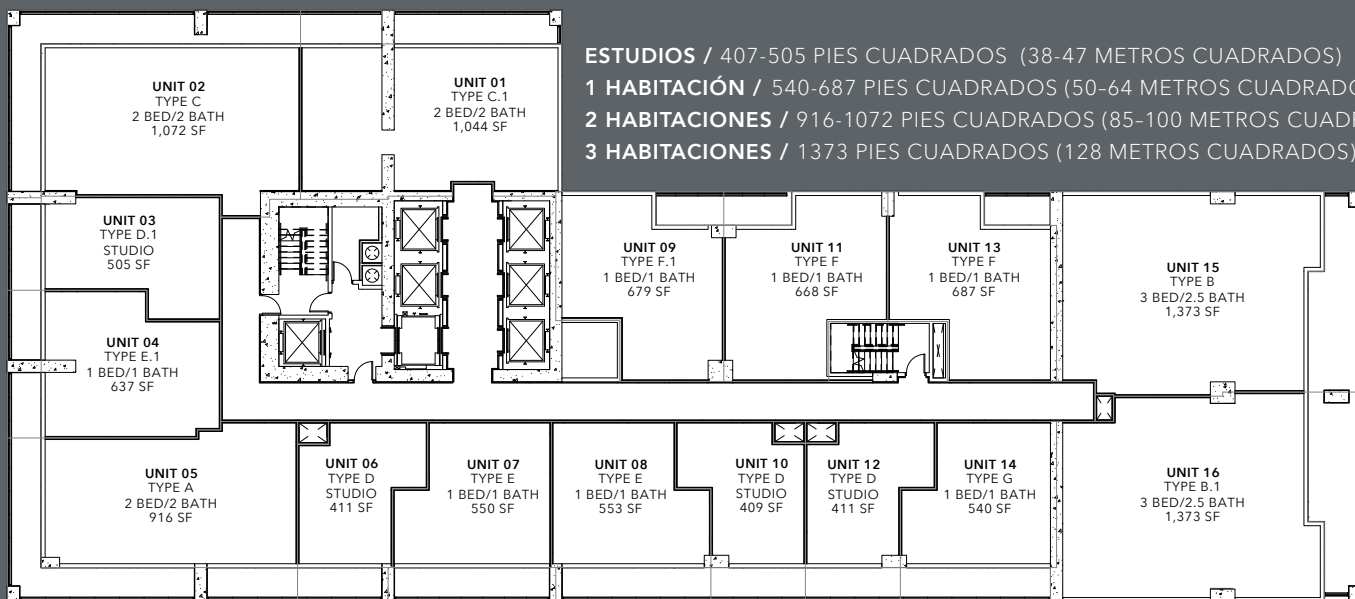 ESTUDIOS / 407-505 PIES CUADRADOS (38-47 METROS CUADRADOS)
1 HABITACIÓN / 540-687 PIES CUADRADOS (50–64 METROS
2 HABITACIONES / 916-1072 PIES CUADRADOS (85–100 METROS
3 HABITACIONES / 1373 PIES CUADRADOS (128 METROS CUADRADOS)
UNIT 02
TYPE C
2 BED/2 BATH
1,072 SF
UNIT 01
TYPE C.1
2 BED/2 BATH
1,044 SF
UNIT 03
TYPE D.1
STUDIO
505 SF
UNIT 04
TYPE E.1
1 BED/1 BATH
637 SF
UNIT 05
TYPE A
2 BED/2 BATH
916 SF
UNIT 06
TYPE D
STUDIO
411 SF
UNIT 07
TYPE E
1 BED/1 BATH
550 SF
UNIT 08
TYPE E
1 BED/1 BATH
553 SF
UNIT 10
TYPE D
STUDIO
409 SF
UNIT 12
TYPE D
STUDIO
411 SF
UNIT 14
TYPE G
1 BED/1 BATH
540 SF
UNIT 09
TYPE F.1
1 BED/1 BATH
679 SF
UNIT 11
TYPE F
1 BED/1 BATH
668 SF
UNIT 13
TYPE F
1 BED/1 BATH
687 SF
UNIT 15
TYPE B
3 BED/2.5 BATH
1,373 SF
UNIT 16
TYPE B.1
3 BED/2.5 BATH
1,373 SF